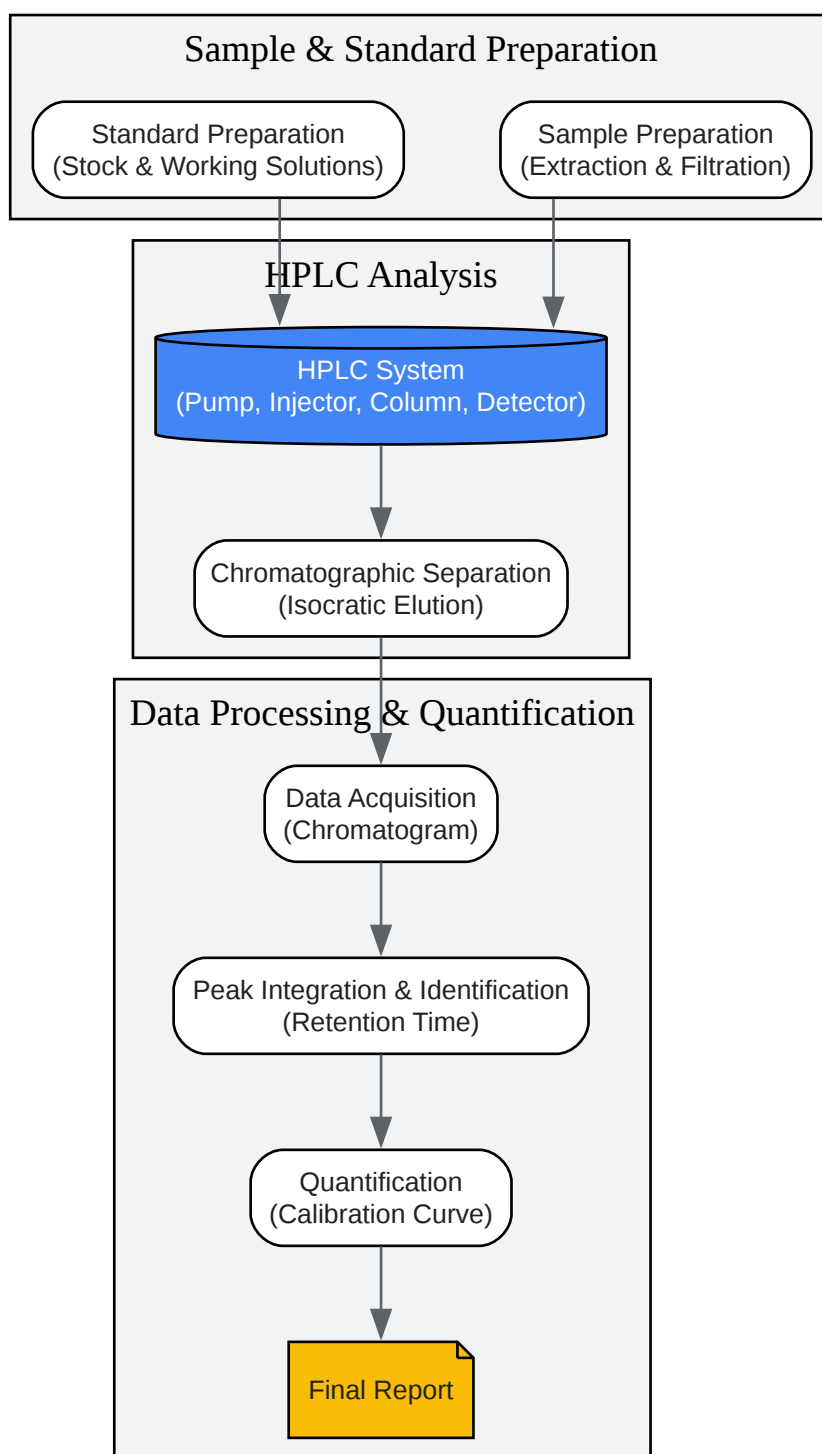 Sample & Standard Preparation
Standard Preparation
(Stock & Working Solutions)
Sample Preparation
(Extraction & Filtration)
HPLC Analysis
HPLC System
(Pump, Injector, Column, Detector)
Chromatographic Separation
(Isocratic Elution)
Data Processing & Quantification
Data Acquisition
(Chromatogram)
Peak Integration & Identification
(Retention Time)
Quantification
(Calibration Curve)
Final Report